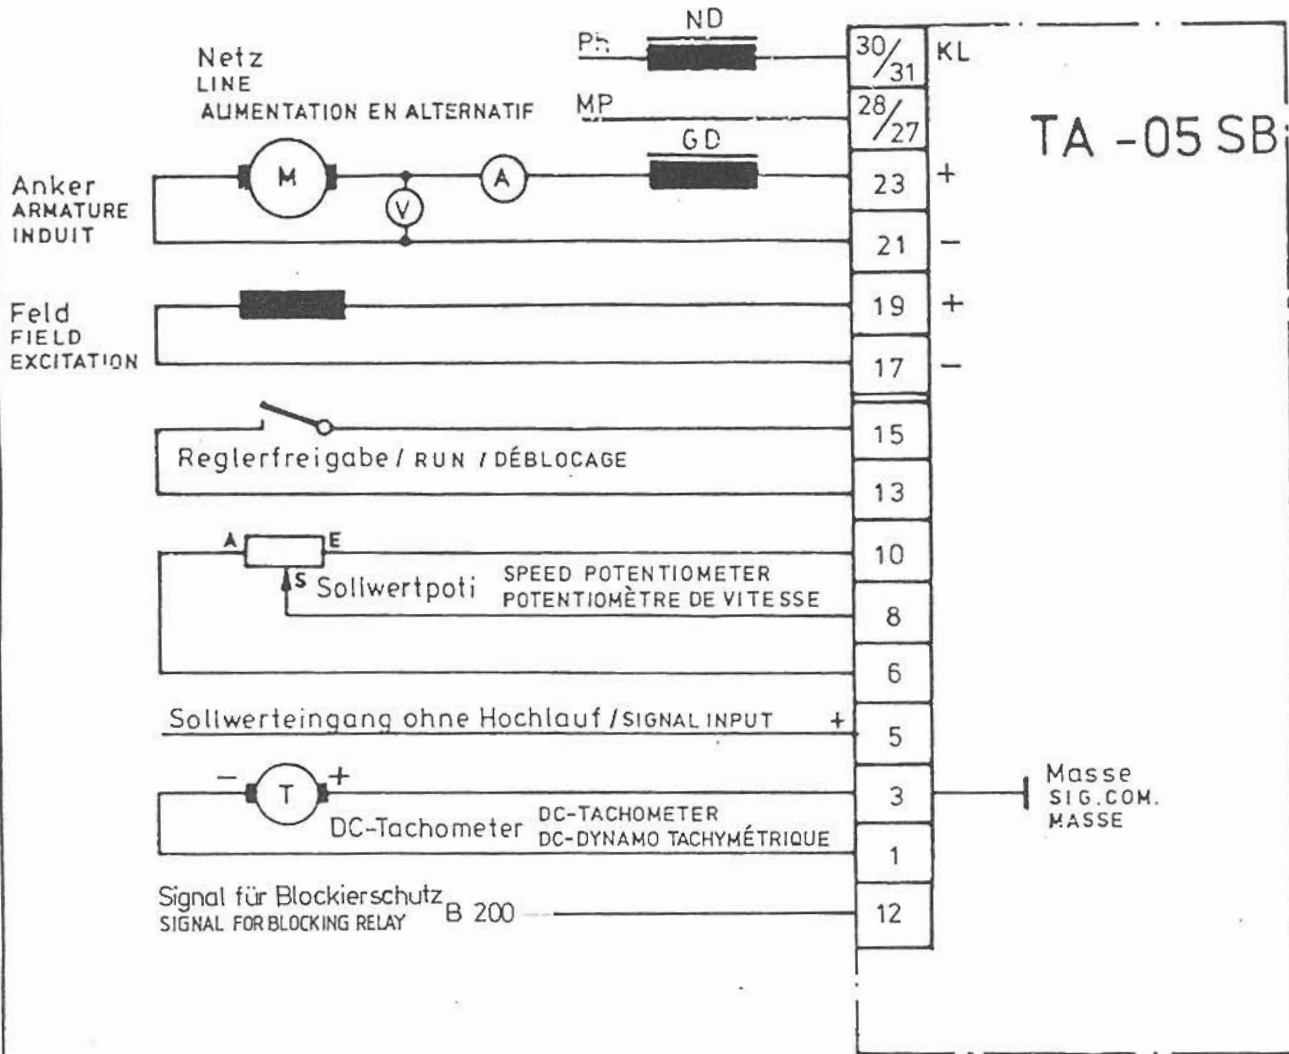 ND
Ph
30/31 KL
Netz
LINE
AUMENTATION EN ALTERNATIF
MP
28/27
TA -05 SB
GD
Anker
ARMATURE
INDUIT
M
A
V
23 +
21 −
Feld
FIELD
EXCITATION
19 +
17 −
15
Reglerfreigabe / RUN / DÉBLOCAGE
13
A E
10
S Sollwertpoti
SPEED POTENTIOMETER
POTENTIOMÈTRE DE VITESSE
8
6
Sollwerteingang ohne Hochlauf / SIGNAL INPUT +
5
− T +
3
Masse
SIG.COM.
MASSE
DC-Tachometer
DC-TACHOMETER
DC-DYNAMO TACHYMÉTRIQUE
1
Signal für Blockierschutz
SIGNAL FOR BLOCKING RELAY
B 200
12